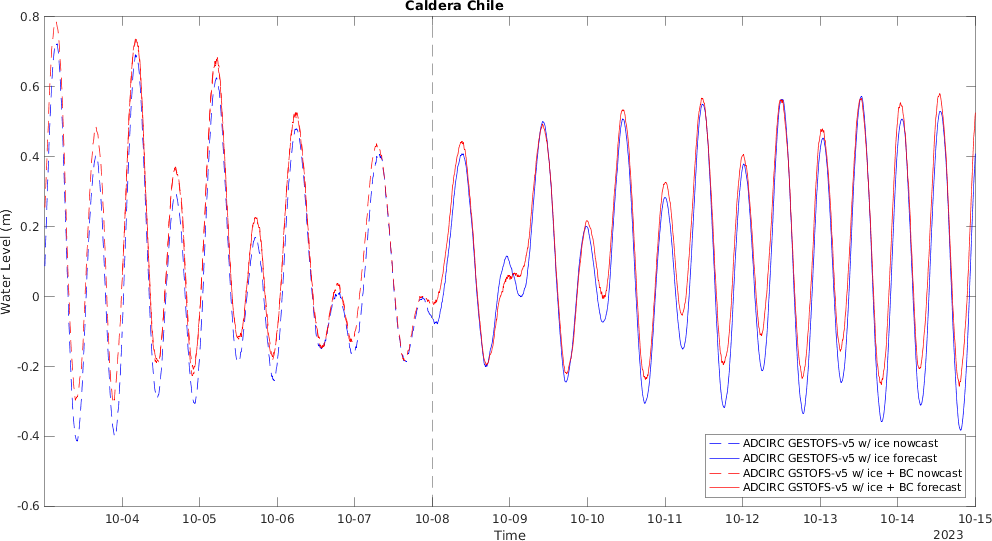 Caldera Chile
0.8
0.6
0.4
0.2
0
-0.2
-0.4
-0.6
Water Level (m)
ADCIRC GESTOFS-v5 w/ ice nowcast
ADCIRC GESTOFS-v5 w/ ice forecast
ADCIRC GSTOFS-v5 w/ ice + BC nowcast
ADCIRC GSTOFS-v5 w/ ice + BC forecast
10-04 10-05 10-06 10-07 10-08 10-09 10-10 10-11 10-12 10-13 10-14 10-15
Time
2023